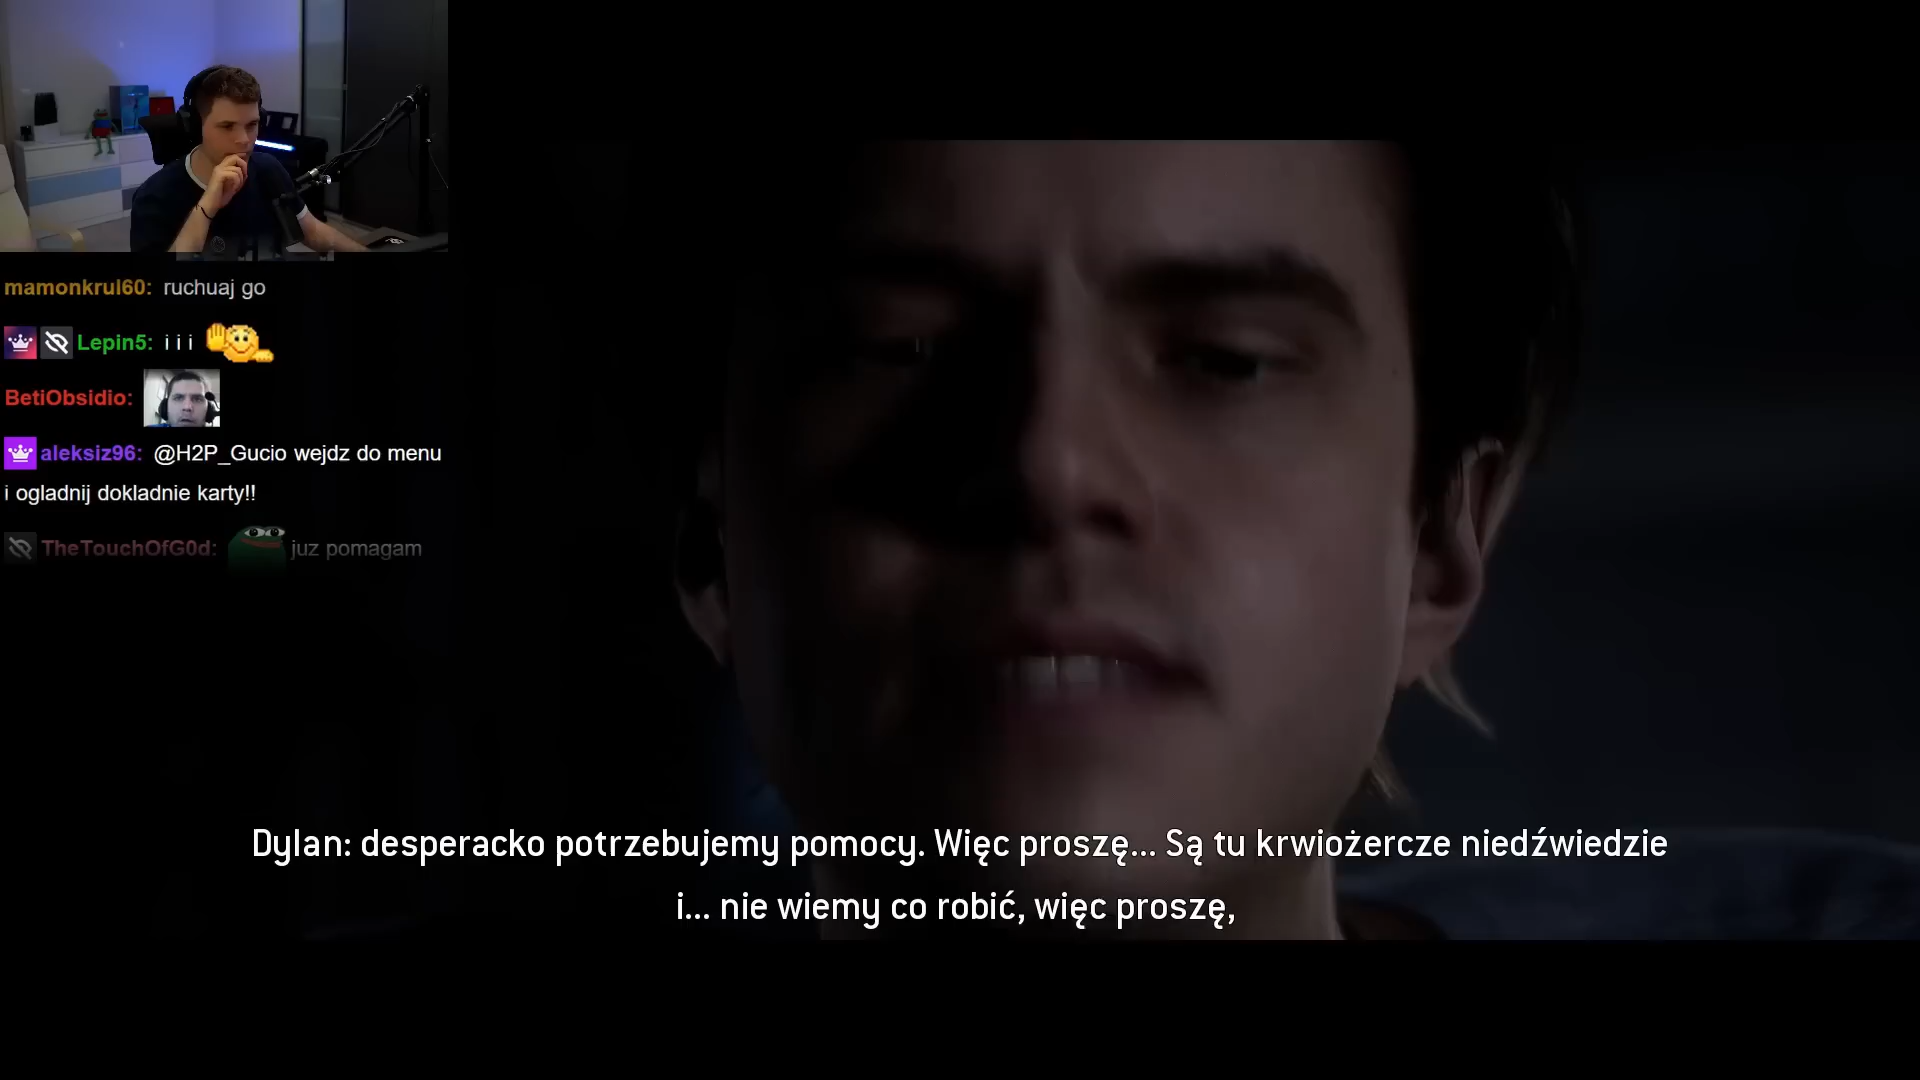 mamonkrul60: ruchuaj go
Lepin5: i i i
BetiObsidio:
aleksiz96: @H2P_Gucio wejdz do menu
i ogladnij dokladnie karty!!
TheTouchOfG0d: juz pomagam
Dylan: desperacko potrzebujemy pomocy. Więc proszę... Są tu krwiożercze niedźwiedzie
i... nie wiemy co robić, więc proszę,